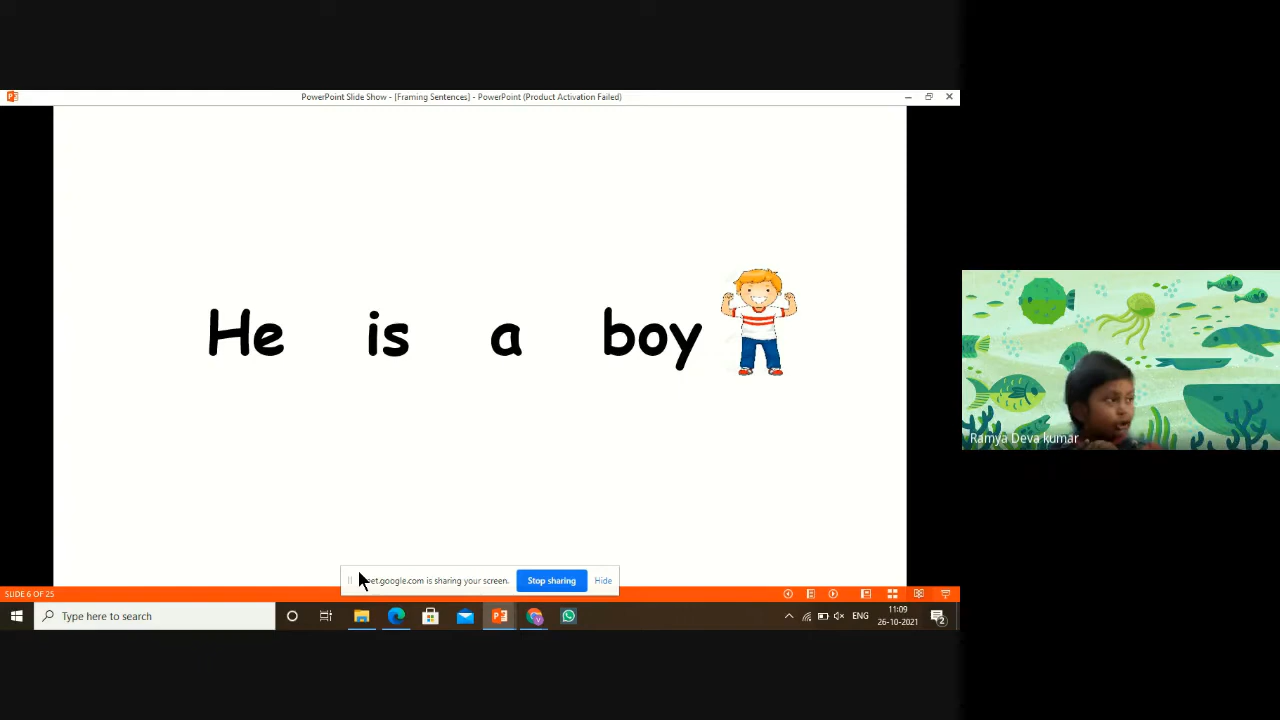 PowerPoint Slide Show - [Framing Sentences] - PowerPoint (Product Activation Failed)
He is a boy
Ramya Deva kumar
.google.com is sharing your screen.
Stop sharing
Hide
SLIDE 6 OF 25
Type here to search
ENG
11:09
26-10-2021
2